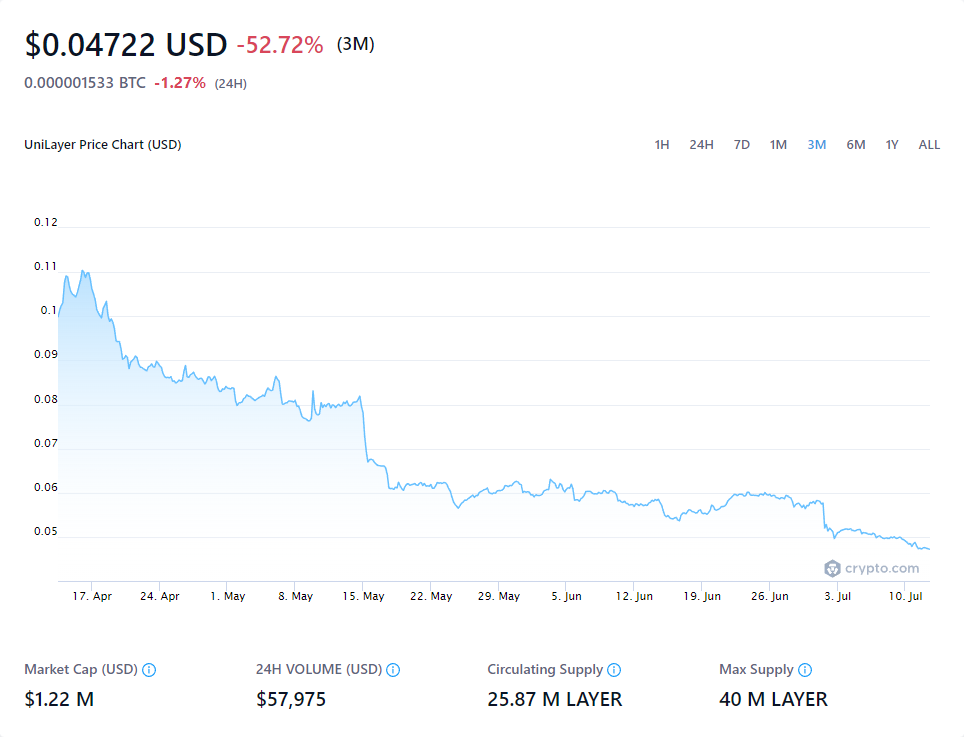 $0.04722 USD -52.72% (3M)
0.000001533 BTC -1.27% (24H)
UniLayer Price Chart (USD) 1H 24H 7D 1M 3M 6M 1Y ALL
0.12
0.11
0.1
0.09
0.08
0.07
0.06
0.05
crypto.com
17. Apr 24. Apr 1. May 8. May 15. May 22. May 29. May 5. Jun 12. Jun 19. Jun 26. Jun 3. Jul 10. Jul
Market Cap (USD) 24H VOLUME (USD) Circulating Supply Max Supply
$1.22 M $57,975 25.87 M LAYER 40 M LAYER